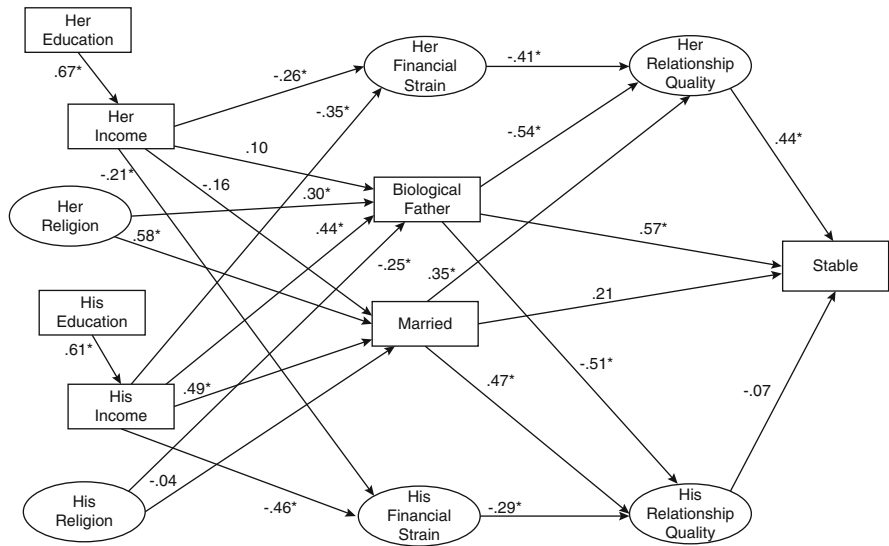 Her
Education
.67*
Her
Income
Her
Religion
His
Education
.61*
His
Income
His
Religion
-.26*
-.35*
.10
-.21*
-.16
.30*
.58*
.44*
-.25*
.49*
-.04
-.46*
Her
Financial
Strain
Biological
Father
Married
His
Financial
Strain
-.41*
-.54*
.35*
.57*
.21
-.51*
.47*
-.29*
Her
Relationship
Quality
His
Relationship
Quality
.44*
-.07
Stable